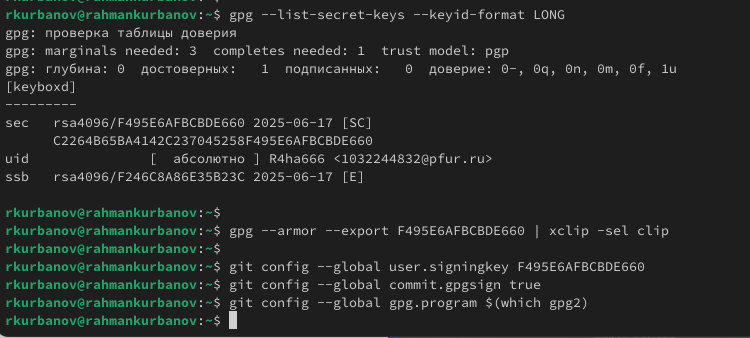 rkurbanov@rahmankurbanov:~$ gpg --list-secret-keys --keyid-format LONG
gpg: проверка таблицы доверия
gpg: marginals needed: 3  completes needed: 1  trust model: pgp
gpg: глубина: 0  достоверных:   1  подписанных:   0  доверие: 0-, 0q, 0n, 0m, 0f, 1u
[keyboxd]
---------
sec   rsa4096/F495E6AFBCBDE660 2025-06-17 [SC]
      C2264B65BA4142C237045258F495E6AFBCBDE660
uid               [  абсолютно ] R4ha666 <1032244832@pfur.ru>
ssb   rsa4096/F246C8A86E35B23C 2025-06-17 [E]

rkurbanov@rahmankurbanov:~$
rkurbanov@rahmankurbanov:~$ gpg --armor --export F495E6AFBCBDE660 | xclip -sel clip
rkurbanov@rahmankurbanov:~$
rkurbanov@rahmankurbanov:~$ git config --global user.signingkey F495E6AFBCBDE660
rkurbanov@rahmankurbanov:~$ git config --global commit.gpgsign true
rkurbanov@rahmankurbanov:~$ git config --global gpg.program $(which gpg2)
rkurbanov@rahmankurbanov:~$